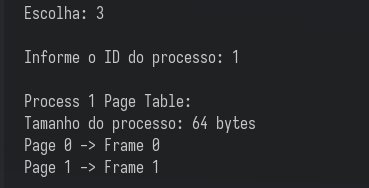 Escolha: 3
Informe o ID do processo: 1
Process 1 Page Table:
Tamanho do processo: 64 bytes
Page 0 -> Frame 0
Page 1 -> Frame 1